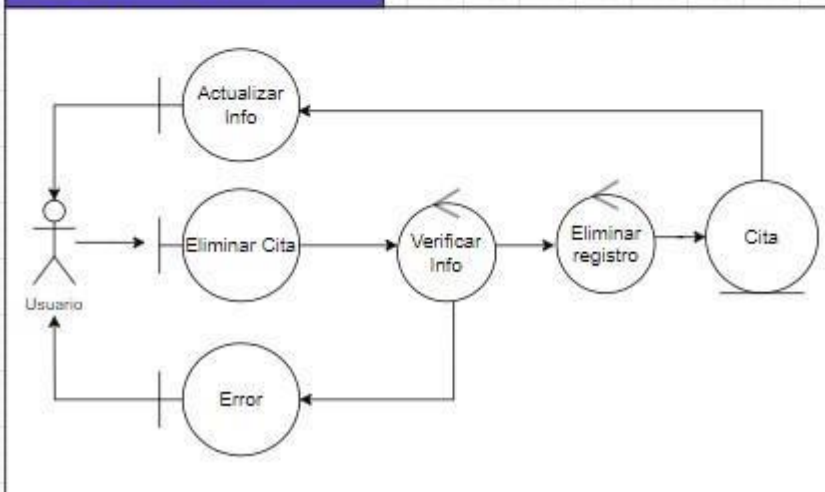 Actualizar
Info
Eliminar Cita
Verificar
Info
Eliminar
registro
Cita
Usuario
Error